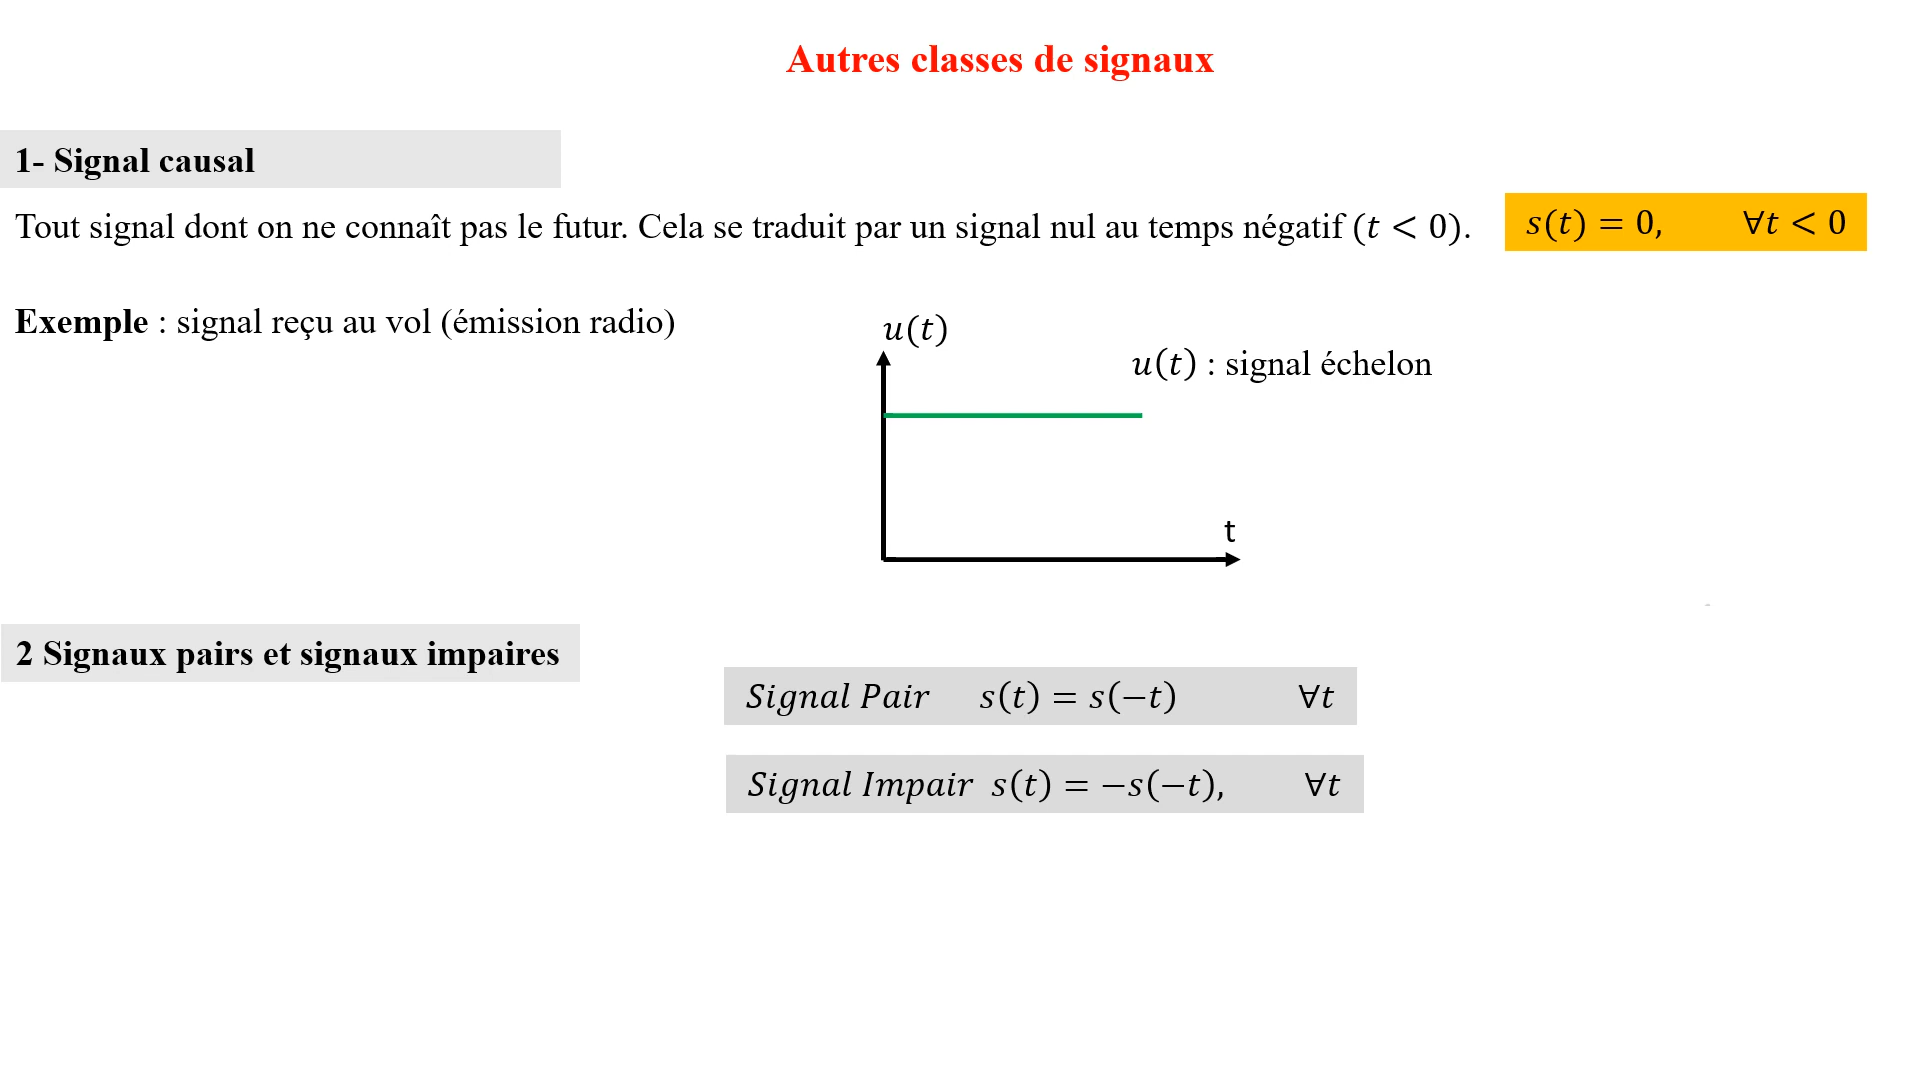 Autres classes de signaux
1- Signal causal
Tout signal dont on ne connaît pas le futur. Cela se traduit par un signal nul au temps négatif (t < 0).
s(t) = 0, ∀t < 0
Exemple : signal reçu au vol (émission radio)
u(t)
u(t) : signal échelon
t
2 Signaux pairs et signaux impaires
Signal Pair s(t) = s(−t) ∀t
Signal Impair s(t) = −s(−t), ∀t